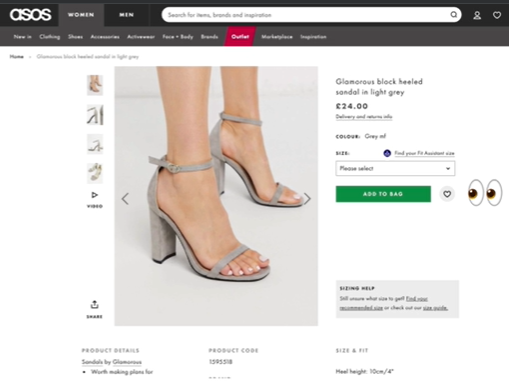 asos
WOMEN
MEN
Search for items, brands and inspiration
New in
Clothing
Shoes
Accessories
Activewear
Face + Body
Brands
Outlet
Marketplace
Inspiration
Home
Glamorous block heeled sandal in light grey
Glamorous block heeled
sandal in light grey
£24.00
Delivery and returns info
COLOUR: Grey mf
SIZE:
Find your Fit Assistant size
Please select
ADD TO BAG
VIDEO
SHARE
SIZING HELP
Still unsure what size to get? Find your
recommended size or check out our size guide.
PRODUCT DETAILS
Sandals by Glamorous
• Worth making plans for
PRODUCT CODE
1595518
SIZE & FIT
Heel height: 10cm/4"